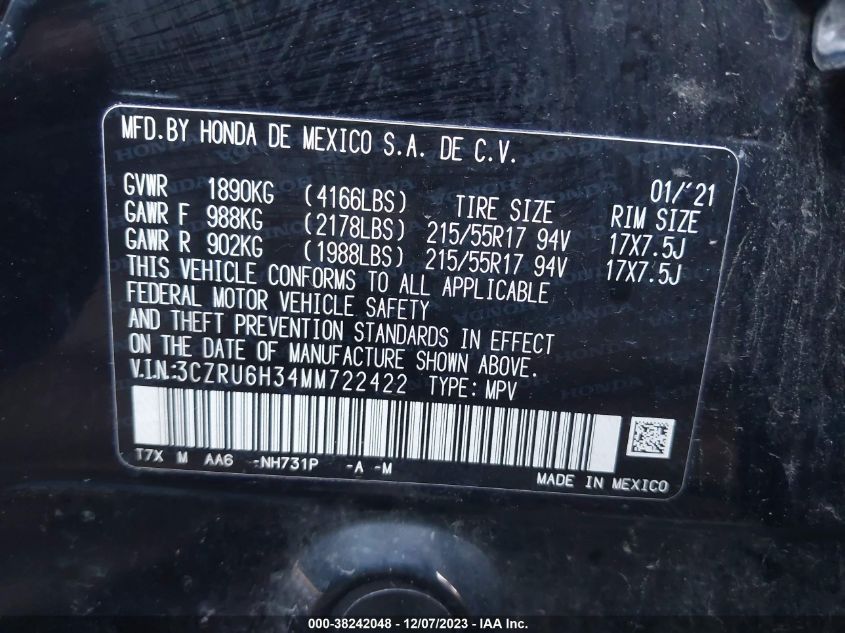 MFD.BY HONDA DE MEXICO S.A. DE C.V.
01/'21
GVWR 1890KG (4166LBS) TIRE SIZE RIM SIZE
GAWR F 988KG (2178LBS) 215/55R17 94V 17X7.5J
GAWR R 902KG (1988LBS) 215/55R17 94V 17X7.5J
THIS VEHICLE CONFORMS TO ALL APPLICABLE
FEDERAL MOTOR VEHICLE SAFETY
AND THEFT PREVENTION STANDARDS IN EFFECT
ON THE DATE OF MANUFACTURE SHOWN ABOVE.
V.I.N:3CZRU6H34MM722422 TYPE:MPV
T7X M AA6 -NH731P -A -M
MADE IN MEXICO
000-38242048 - 12/07/2023 - IAA Inc.